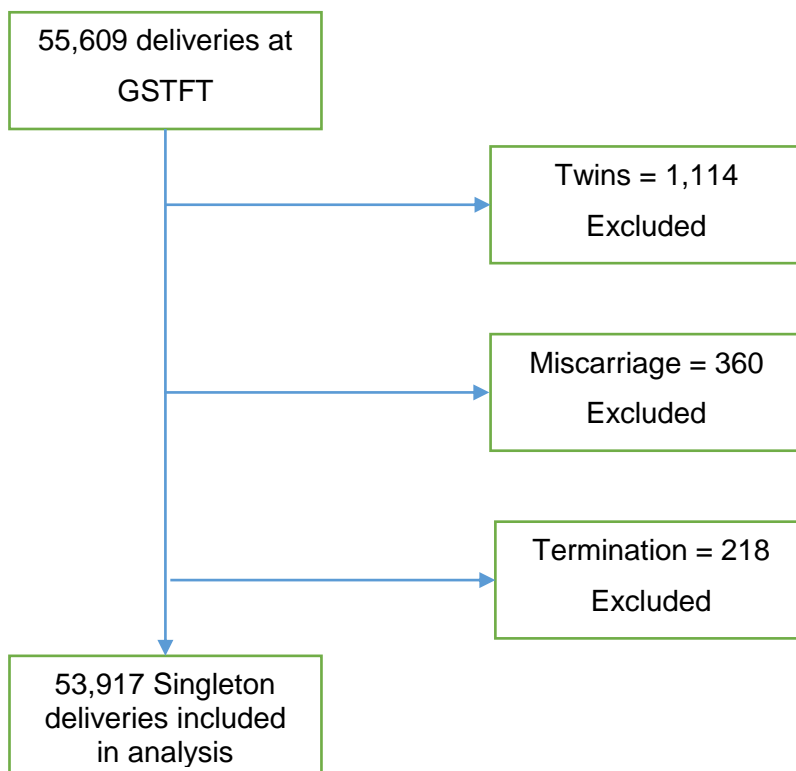 55,609 deliveries at
GSTFT
Twins = 1,114
Excluded
Miscarriage = 360
Excluded
Termination = 218
Excluded
53,917 Singleton
deliveries included
in analysis